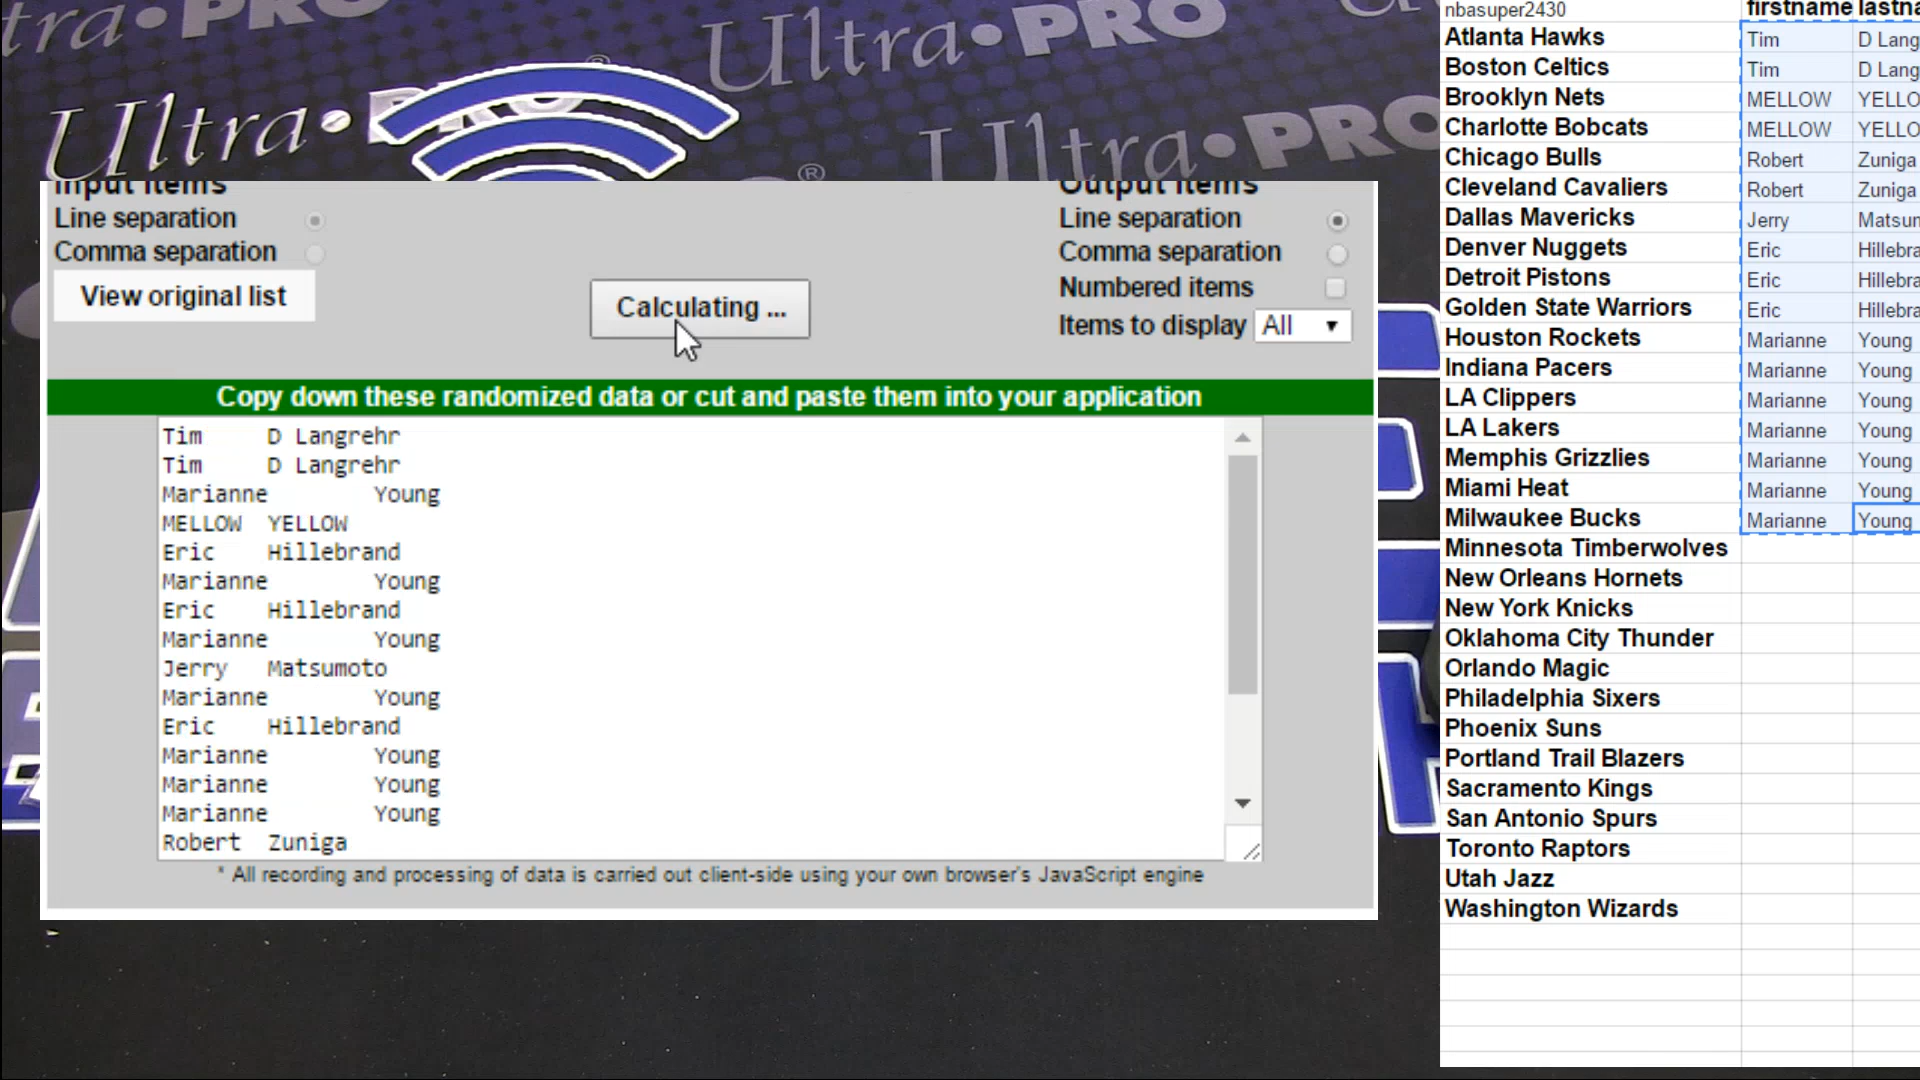 Ultra•PRO
Ultra•PRO
Ultra•PRO
Input items
Line separation
Comma separation
View original list
Calculating ...
Output items
Line separation
Comma separation
Numbered items
Items to display All
Copy down these randomized data or cut and paste them into your application
Tim D Langrehr
Tim D Langrehr
Marianne Young
MELLOW YELLOW
Eric Hillebrand
Marianne Young
Eric Hillebrand
Marianne Young
Jerry Matsumoto
Marianne Young
Eric Hillebrand
Marianne Young
Marianne Young
Marianne Young
Robert Zuniga
* All recording and processing of data is carried out client-side using your own browser's JavaScript engine
nbasuper2430 firstname lastna
Atlanta Hawks Tim D Lang
Boston Celtics Tim D Lang
Brooklyn Nets MELLOW YELLO
Charlotte Bobcats MELLOW YELLO
Chicago Bulls Robert Zuniga
Cleveland Cavaliers Robert Zuniga
Dallas Mavericks Jerry Matsum
Denver Nuggets Eric Hillebra
Detroit Pistons Eric Hillebra
Golden State Warriors Eric Hillebra
Houston Rockets Marianne Young
Indiana Pacers Marianne Young
LA Clippers Marianne Young
LA Lakers Marianne Young
Memphis Grizzlies Marianne Young
Miami Heat Marianne Young
Milwaukee Bucks Marianne Young
Minnesota Timberwolves
New Orleans Hornets
New York Knicks
Oklahoma City Thunder
Orlando Magic
Philadelphia Sixers
Phoenix Suns
Portland Trail Blazers
Sacramento Kings
San Antonio Spurs
Toronto Raptors
Utah Jazz
Washington Wizards